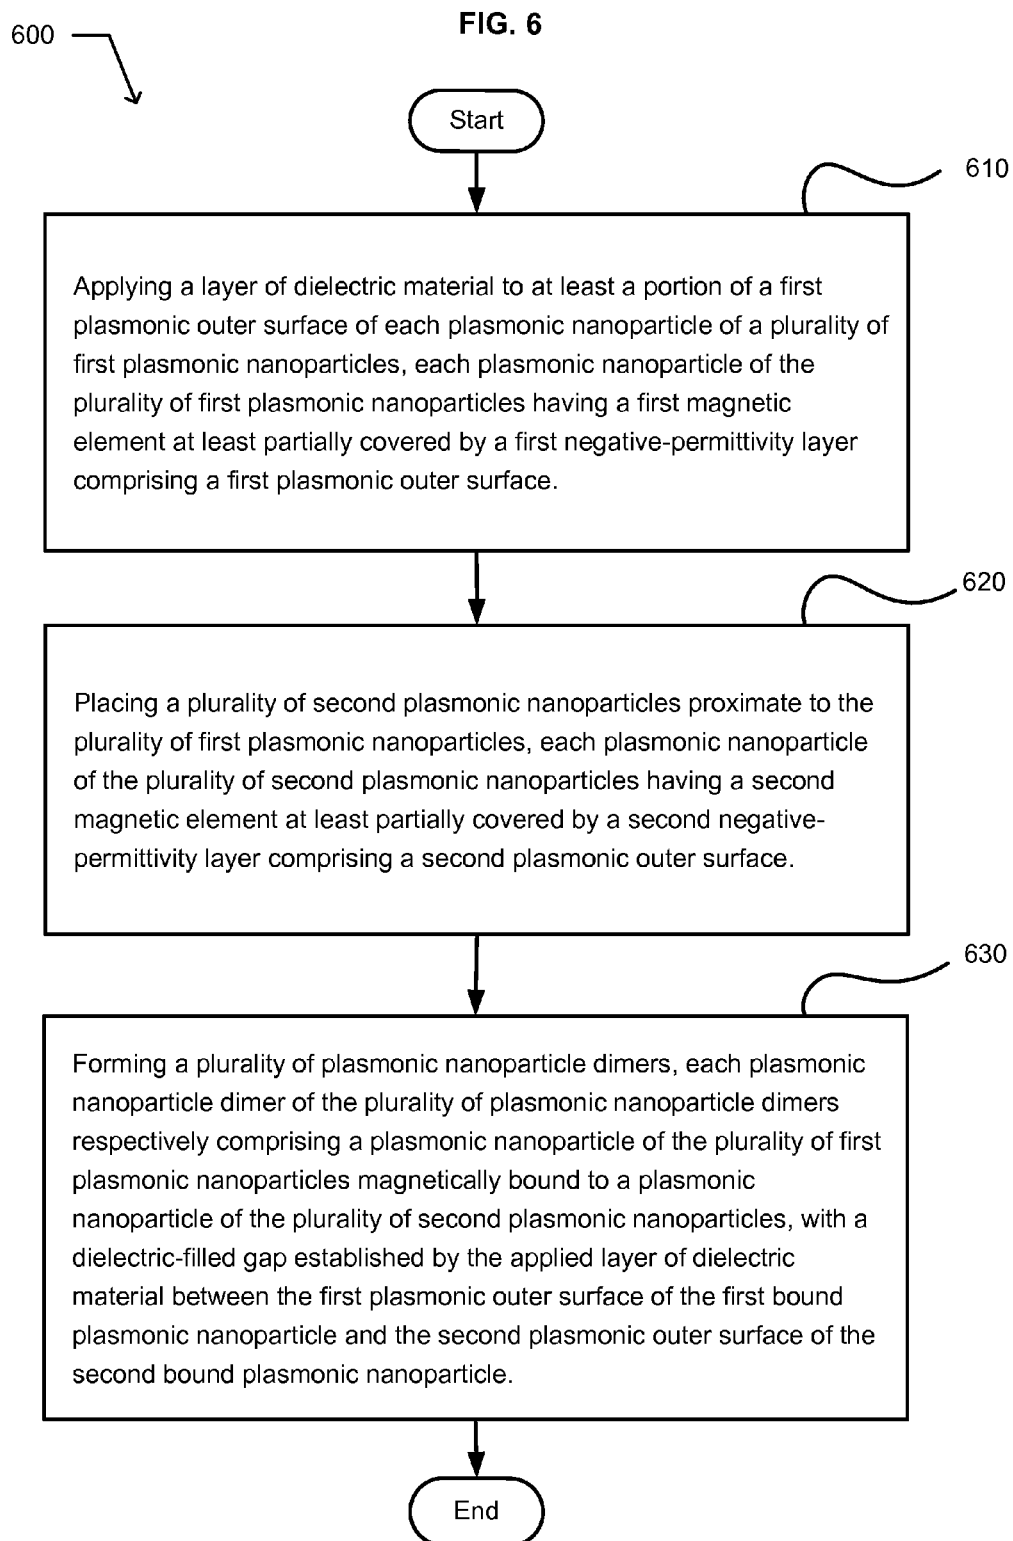 FIG. 6
600
Start
610
Applying a layer of dielectric material to at least a portion of a first
plasmonic outer surface of each plasmonic nanoparticle of a plurality of
first plasmonic nanoparticles, each plasmonic nanoparticle of the
plurality of first plasmonic nanoparticles having a first magnetic
element at least partially covered by a first negative-permittivity layer
comprising a first plasmonic outer surface.
620
Placing a plurality of second plasmonic nanoparticles proximate to the
plurality of first plasmonic nanoparticles, each plasmonic nanoparticle
of the plurality of second plasmonic nanoparticles having a second
magnetic element at least partially covered by a second negative-
permittivity layer comprising a second plasmonic outer surface.
630
Forming a plurality of plasmonic nanoparticle dimers, each plasmonic
nanoparticle dimer of the plurality of plasmonic nanoparticle dimers
respectively comprising a plasmonic nanoparticle of the plurality of first
plasmonic nanoparticles magnetically bound to a plasmonic
nanoparticle of the plurality of second plasmonic nanoparticles, with a
dielectric-filled gap established by the applied layer of dielectric
material between the first plasmonic outer surface of the first bound
plasmonic nanoparticle and the second plasmonic outer surface of the
second bound plasmonic nanoparticle.
End